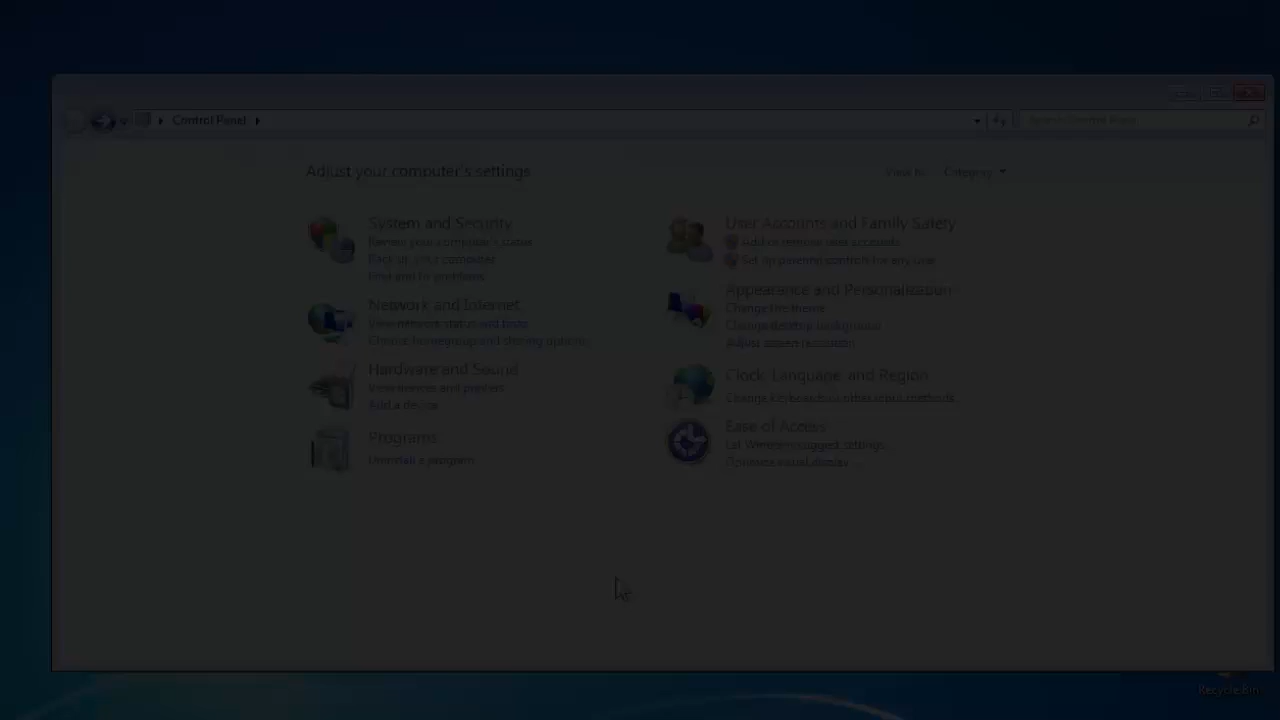 Control Panel
Search Control Panel
Adjust your computer's settings
View by: Category
System and Security
Review your computer's status
Back up your computer
Find and fix problems
Network and Internet
View network status and tasks
Choose homegroup and sharing options
Hardware and Sound
View devices and printers
Add a device
Programs
Uninstall a program
User Accounts and Family Safety
Add or remove user accounts
Set up parental controls for any user
Appearance and Personalization
Change the theme
Change desktop background
Adjust screen resolution
Clock, Language, and Region
Change keyboards or other input methods
Ease of Access
Let Windows suggest settings
Optimize visual display
Recycle Bin